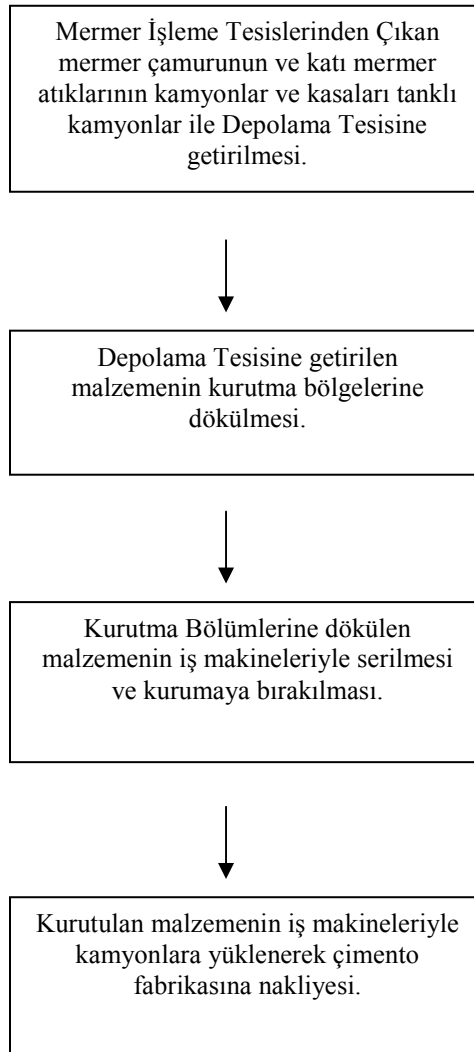 Mermer İşleme Tesislerinden Çıkan
mermer çamurunun ve katı mermer
atıklarının kamyonlar ve kasaları tanklı
kamyonlar ile Depolama Tesisine
getirilmesi.
Depolama Tesisine getirilen
malzemenin kurutma bölgelerine
dökülmesi.
Kurutma Bölümlerine dökülen
malzemenin iş makineleriyle serilmesi
ve kurumaya bırakılması.
Kurutulan malzemenin iş makineleriyle
kamyonlara yüklenerek çimento
fabrikasına nakliyesi.